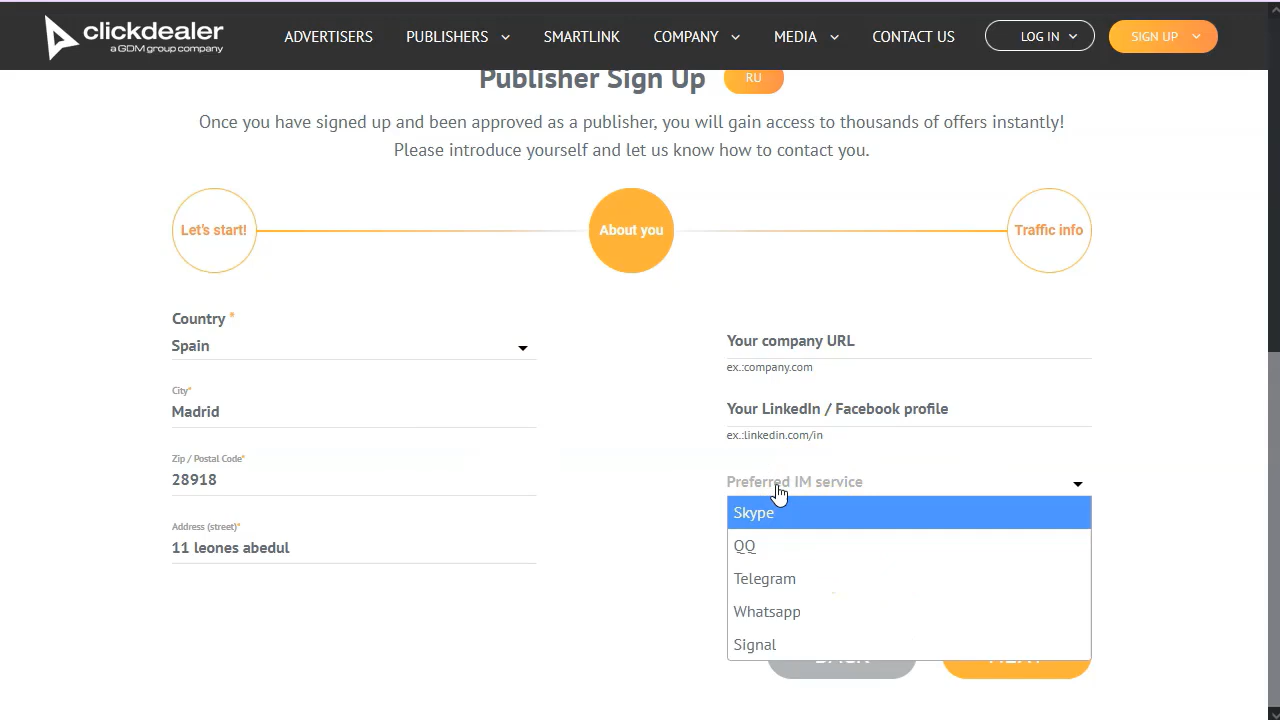 clickdealer
a GDM group company
ADVERTISERS
PUBLISHERS
SMARTLINK
COMPANY
MEDIA
CONTACT US
LOG IN
SIGN UP
Publisher Sign Up
RU
Once you have signed up and been approved as a publisher, you will gain access to thousands of offers instantly!
Please introduce yourself and let us know how to contact you.
Let's start!
About you
Traffic info
Country *
Spain
City*
Madrid
Zip / Postal Code*
28918
Address (street)*
11 leones abedul
Your company URL
ex.:company.com
Your LinkedIn / Facebook profile
ex.:linkedin.com/in
Preferred IM service
Skype
QQ
Telegram
Whatsapp
Signal
BACK
NEXT